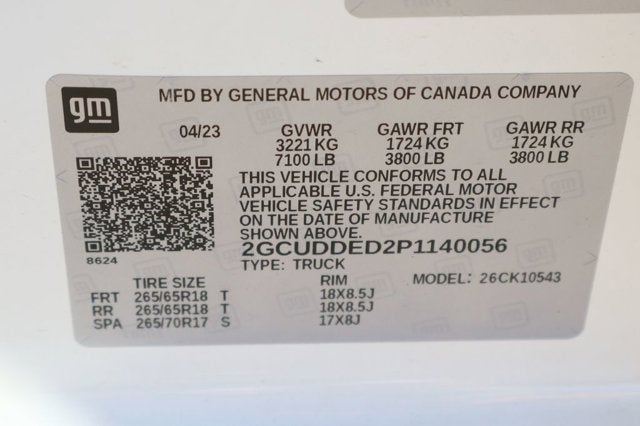 gm
MFD BY GENERAL MOTORS OF CANADA COMPANY
04/23 GVWR GAWR FRT GAWR RR
3221 KG 1724 KG 1724 KG
7100 LB 3800 LB 3800 LB
THIS VEHICLE CONFORMS TO ALL
APPLICABLE U.S. FEDERAL MOTOR
VEHICLE SAFETY STANDARDS IN EFFECT
ON THE DATE OF MANUFACTURE
SHOWN ABOVE.
8624
2GCUDDED2P1140056
TYPE: TRUCK MODEL: 26CK10543
TIRE SIZE RIM
FRT 265/65R18 T 18X8.5J
RR 265/65R18 T 18X8.5J
SPA 265/70R17 S 17X8J